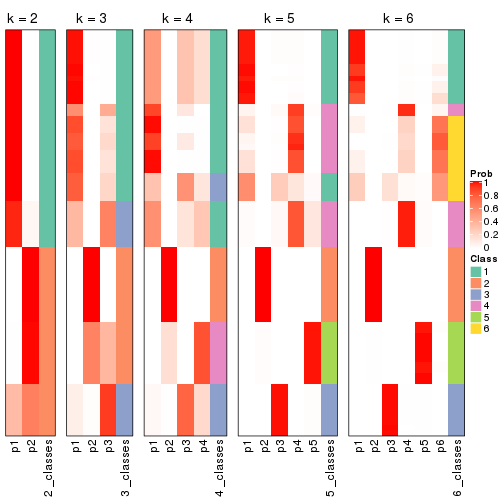 k = 2
k = 3
k = 4
k = 5
k = 6
Prob
1
0.8
0.6
0.4
0.2
0
Class
1
2
3
4
5
6
p1
p2
2_classes
p1
p2
p3
3_classes
p1
p2
p3
p4
4_classes
p1
p2
p3
p4
p5
5_classes
p1
p2
p3
p4
p5
p6
6_classes